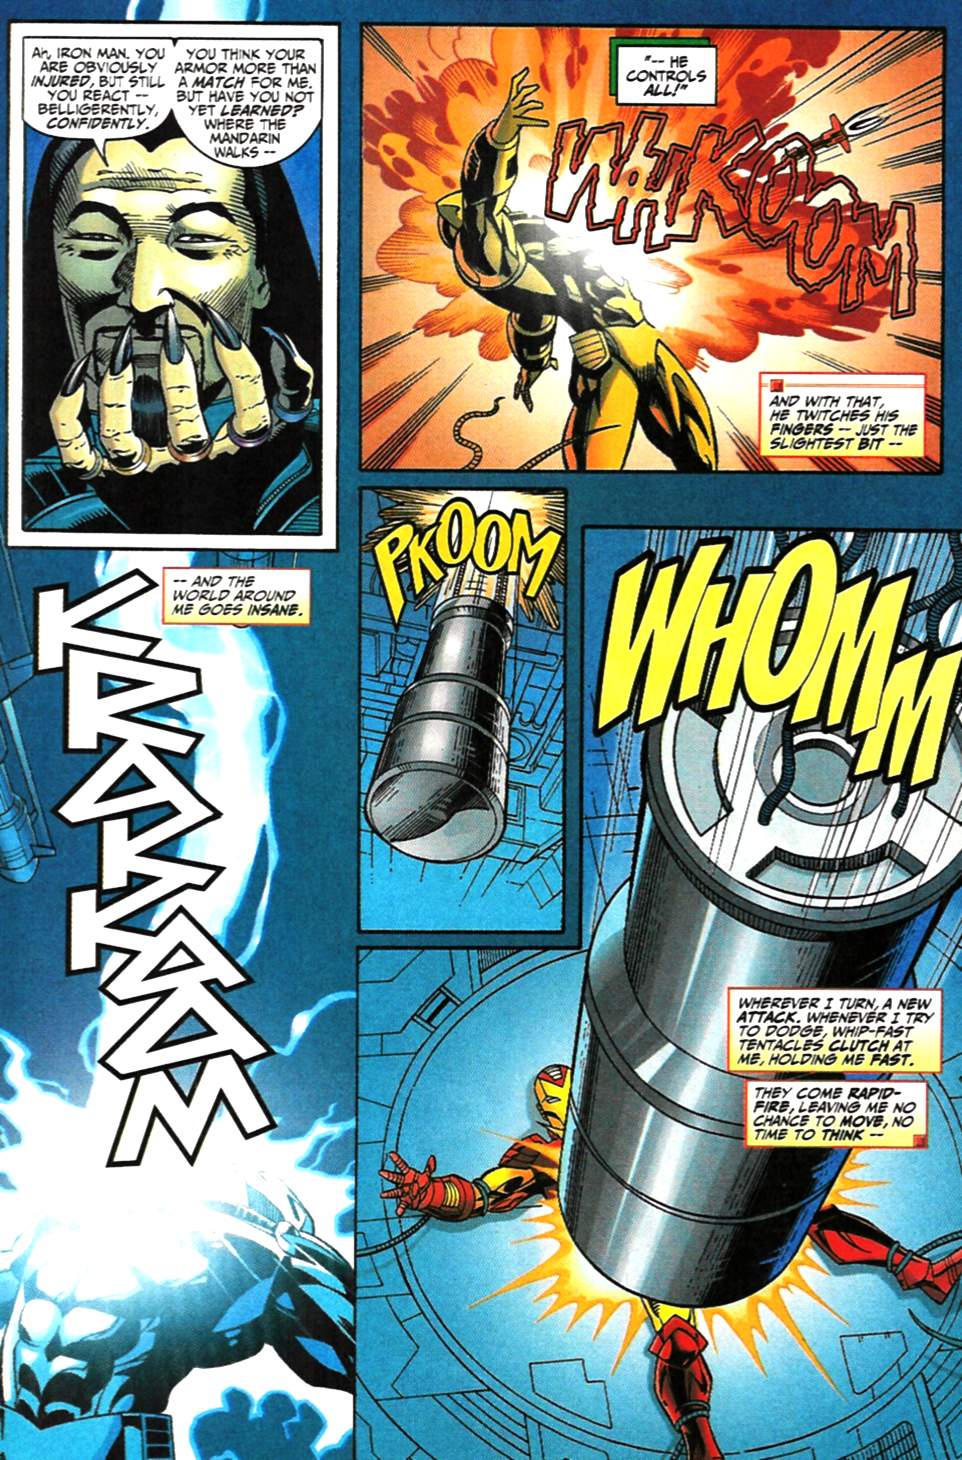 Ah, IRON MAN. YOU
ARE OBVIOUSLY
INJURED, BUT STILL
YOU REACT --
BELLIGERENTLY,
CONFIDENTLY.
YOU THINK YOUR
ARMOR MORE THAN
A MATCH FOR ME.
BUT HAVE YOU NOT
YET LEARNED?
WHERE THE
MANDARIN
WALKS --
"-- HE
CONTROLS
ALL!"
WHKOOOM
AND WITH THAT,
HE TWITCHES HIS
FINGERS -- JUST THE
SLIGHTEST BIT --
-- AND THE
WORLD AROUND
ME GOES INSANE.
KRAKKAOM
PKOOM
WHOMMM
WHEREVER I TURN, A NEW
ATTACK. WHENEVER I TRY
TO DODGE, WHIP-FAST
TENTACLES CLUTCH AT
ME, HOLDING ME FAST.
THEY COME RAPID-
FIRE, LEAVING ME NO
CHANCE TO MOVE, NO
TIME TO THINK --